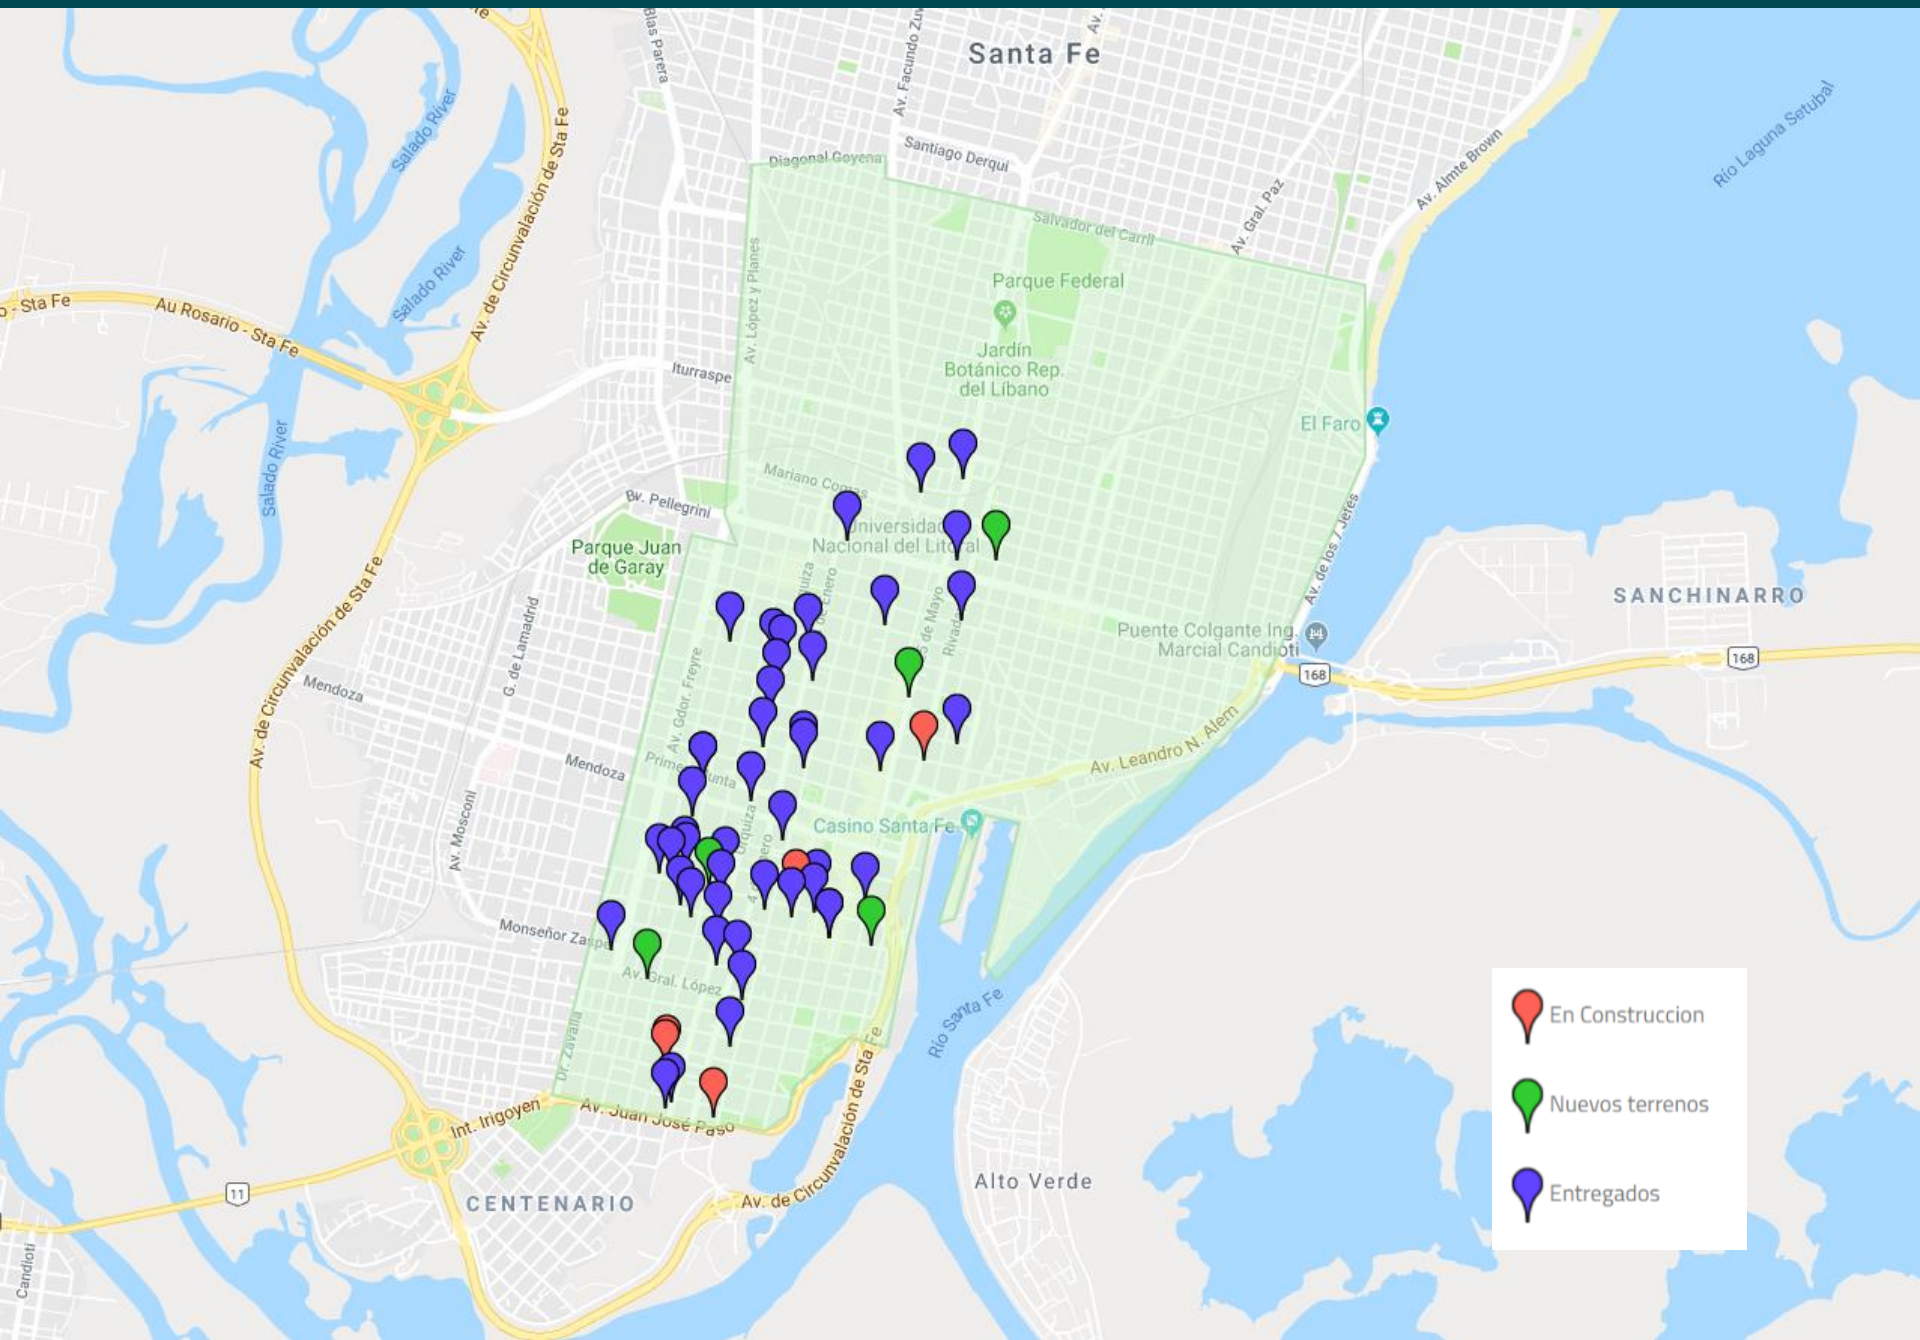 Santa Fe
Blas Parera
Av. Facundo Zuv
Av.
Salado River
Av. de Circunvalación de Sta Fe
Diagonal Goyena
Santiago Derqui
Av. Almte Brown
Río Laguna Setubal
Av. Gral. Paz
Salvador del Carril
Salado River
Av. López y Planes
Parque Federal
Sta Fe
Au Rosario - Sta Fe
Jardín
Botánico Rep.
del Líbano
Iturraspe
El Faro
Salado River
Mariano Comas
Bv. Pellegrini
Universidad
Nacional del Litoral
Av. de los 7 Jefes
Parque Juan
de Garay
SANCHINARRO
Av. de Circunvalación de Sta Fe
G. de Lamadrid
Enero
25 de Mayo
Puente Colgante Ing.
Marcial Candioti
168
168
Mendoza
Av. Gdor. Freyre
Av. Leandro N. Alem
Mendoza
Primera Junta
Av. Mosconi
Urquiza
Casino Santa Fe
Monseñor Zaspe
Av. Gral. López
Río Santa Fe
Dr. Zavalla
En Construccion
Nuevos terrenos
Entregados
Int. Irigoyen
Av. Juan José Paso
Av. de Circunvalación de Sta Fe
11
CENTENARIO
Alto Verde
Candioti